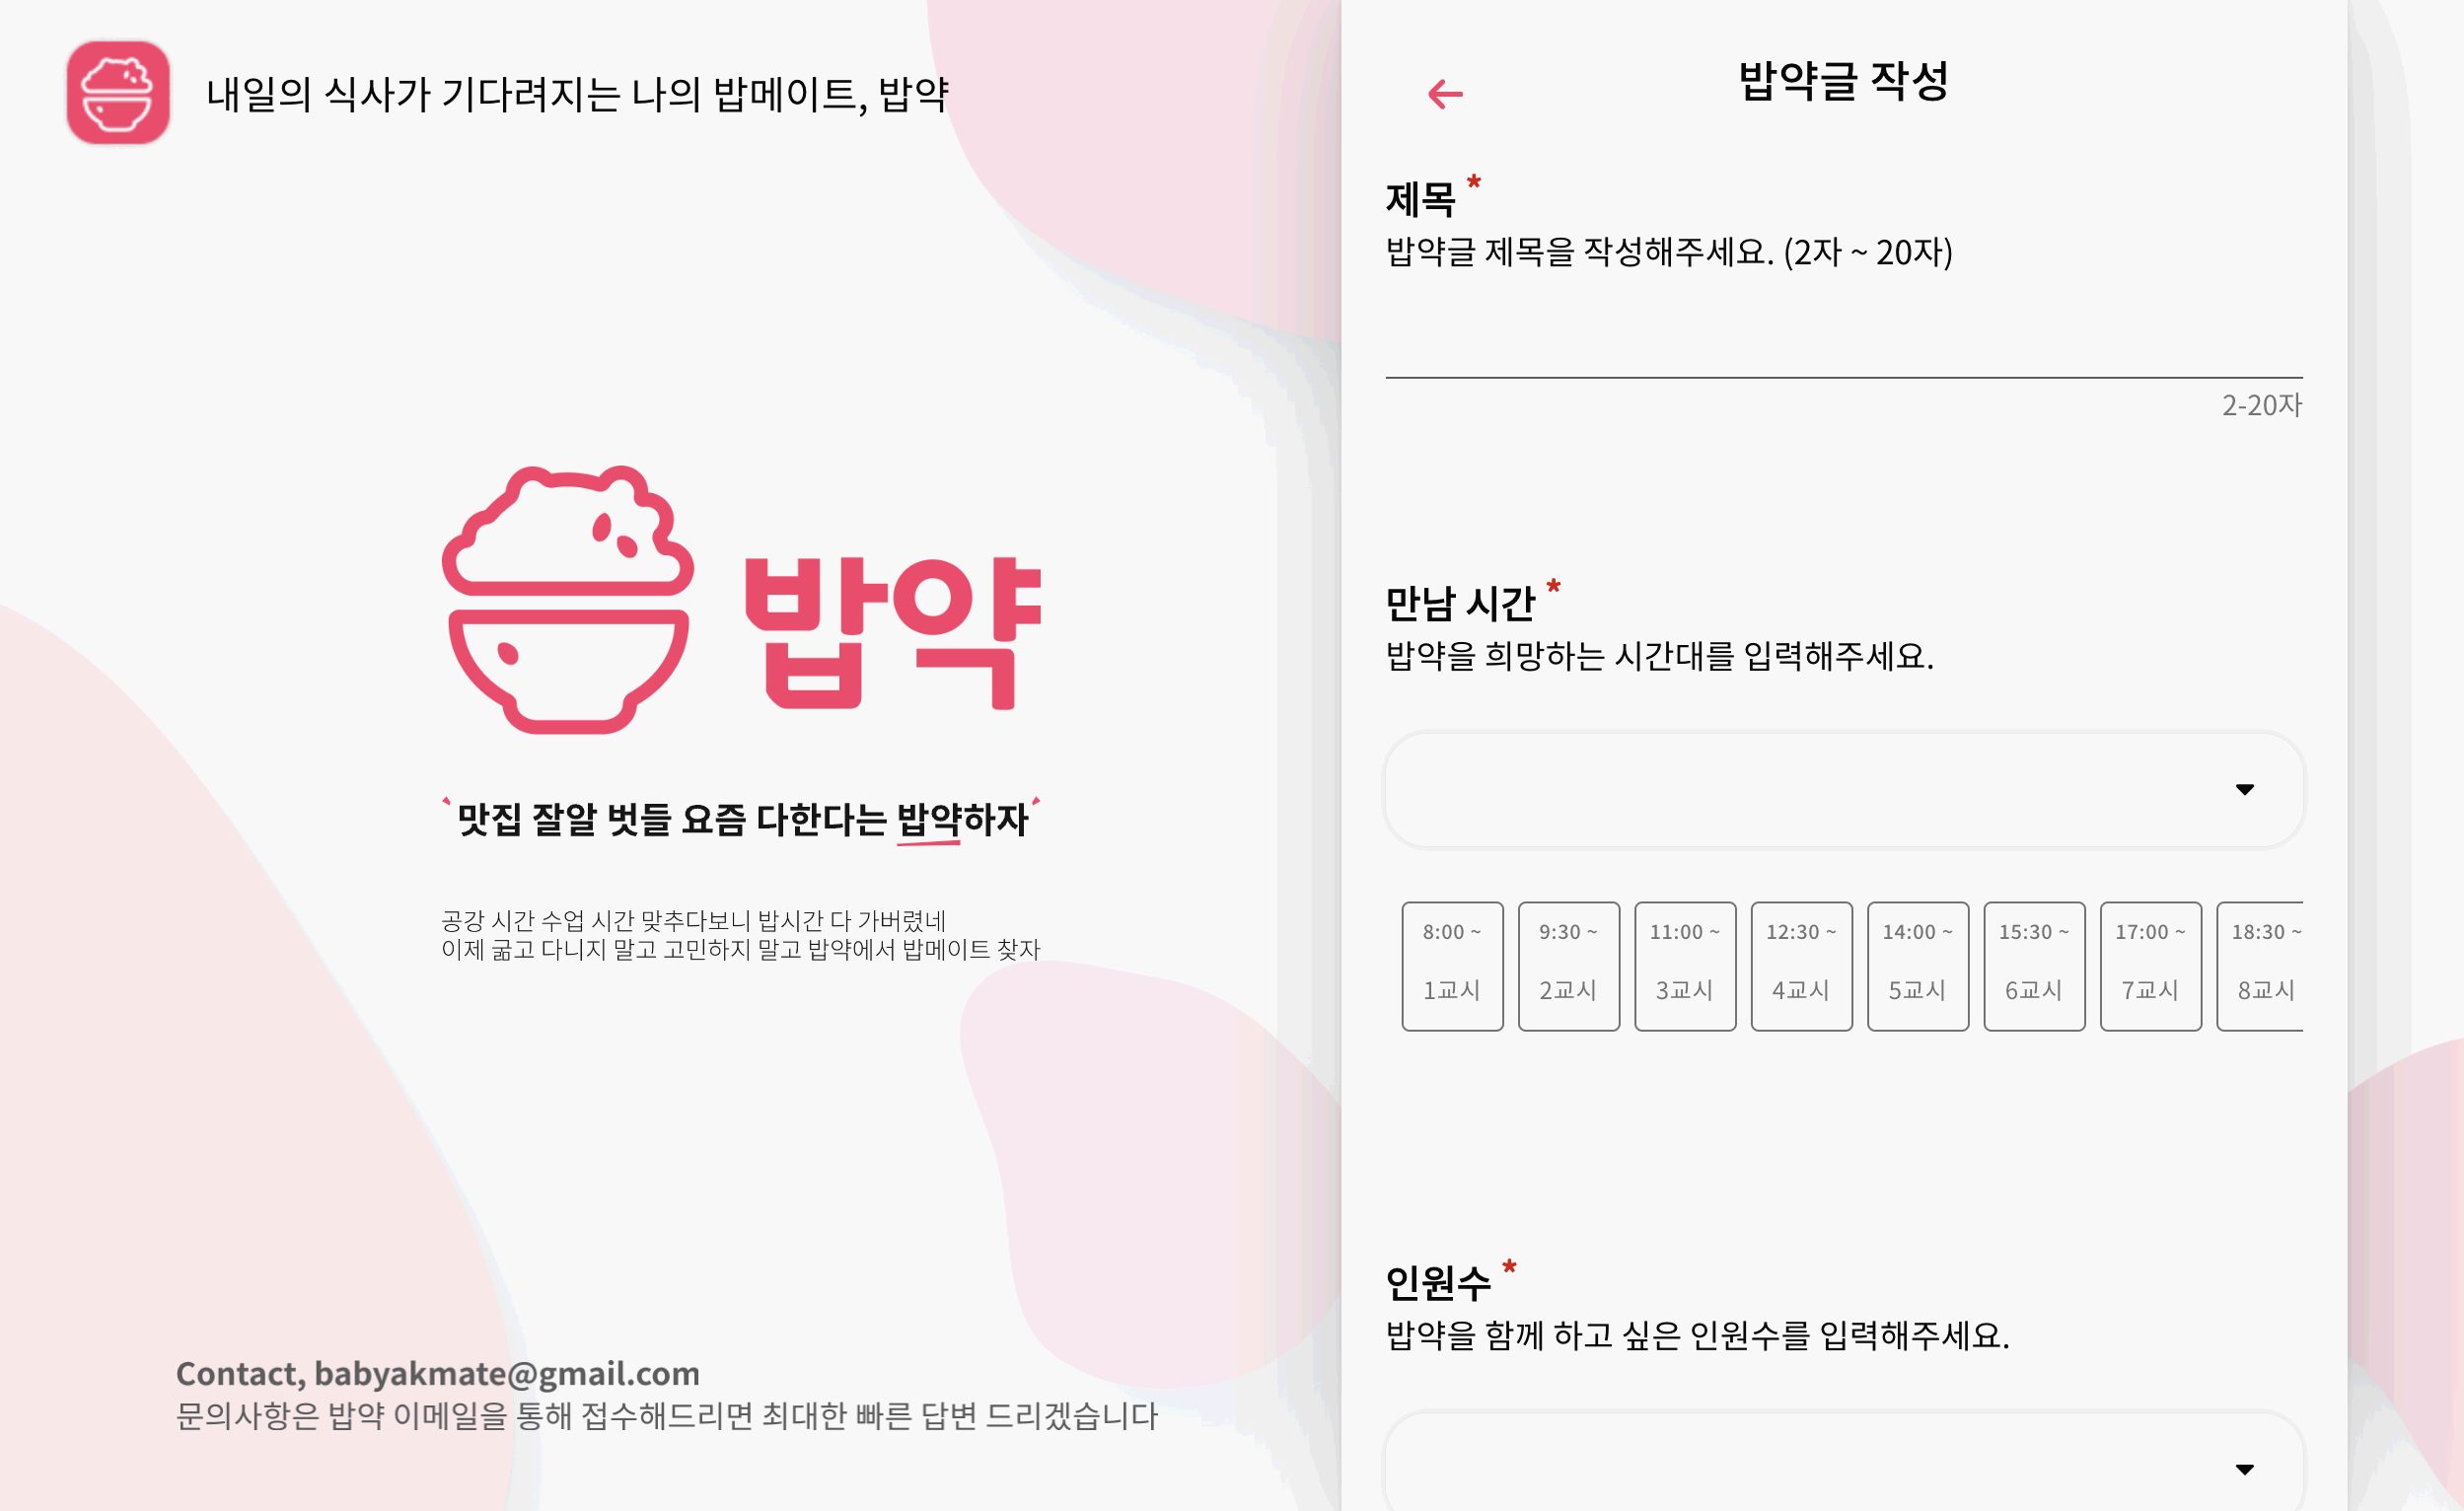 내일의 식사가 기다려지는 나의 밥메이트, 밥약
밥약
맛집 잘알 벗들 요즘 다한다는 밥약하자
공강 시간 수업 시간 맞추다보니 밥시간 다 가버렸네
이제 굶고 다니지 말고 고민하지 말고 밥약에서 밥메이트 찾자
Contact, babyakmate@gmail.com
문의사항은 밥약 이메일을 통해 접수해드리면 최대한 빠른 답변 드리겠습니다
밥약글 작성
제목 *
밥약글 제목을 작성해주세요. (2자 ~ 20자)
2-20자
만남 시간 *
밥약을 희망하는 시간대를 입력해주세요.
8:00 ~ 9:30 ~ 11:00 ~ 12:30 ~ 14:00 ~ 15:30 ~ 17:00 ~ 18:30 ~
1교시 2교시 3교시 4교시 5교시 6교시 7교시 8교시
인원수 *
밥약을 함께 하고 싶은 인원수를 입력해주세요.